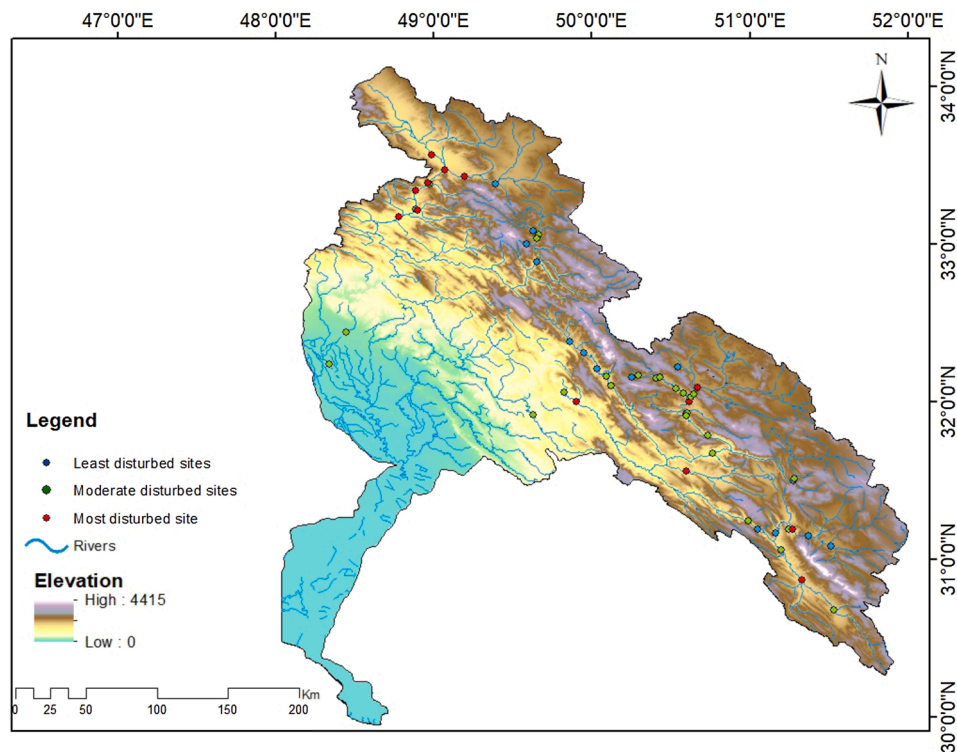 47°0'0"E 48°0'0"E 49°0'0"E 50°0'0"E 51°0'0"E 52°0'0"E
N
34°0'0"N
33°0'0"N
32°0'0"N
31°0'0"N
30°0'0"N
Legend
Least disturbed sites
Moderate disturbed sites
Most disturbed site
Rivers
Elevation
High : 4415
Low : 0
Km
0 25 50 100 150 200